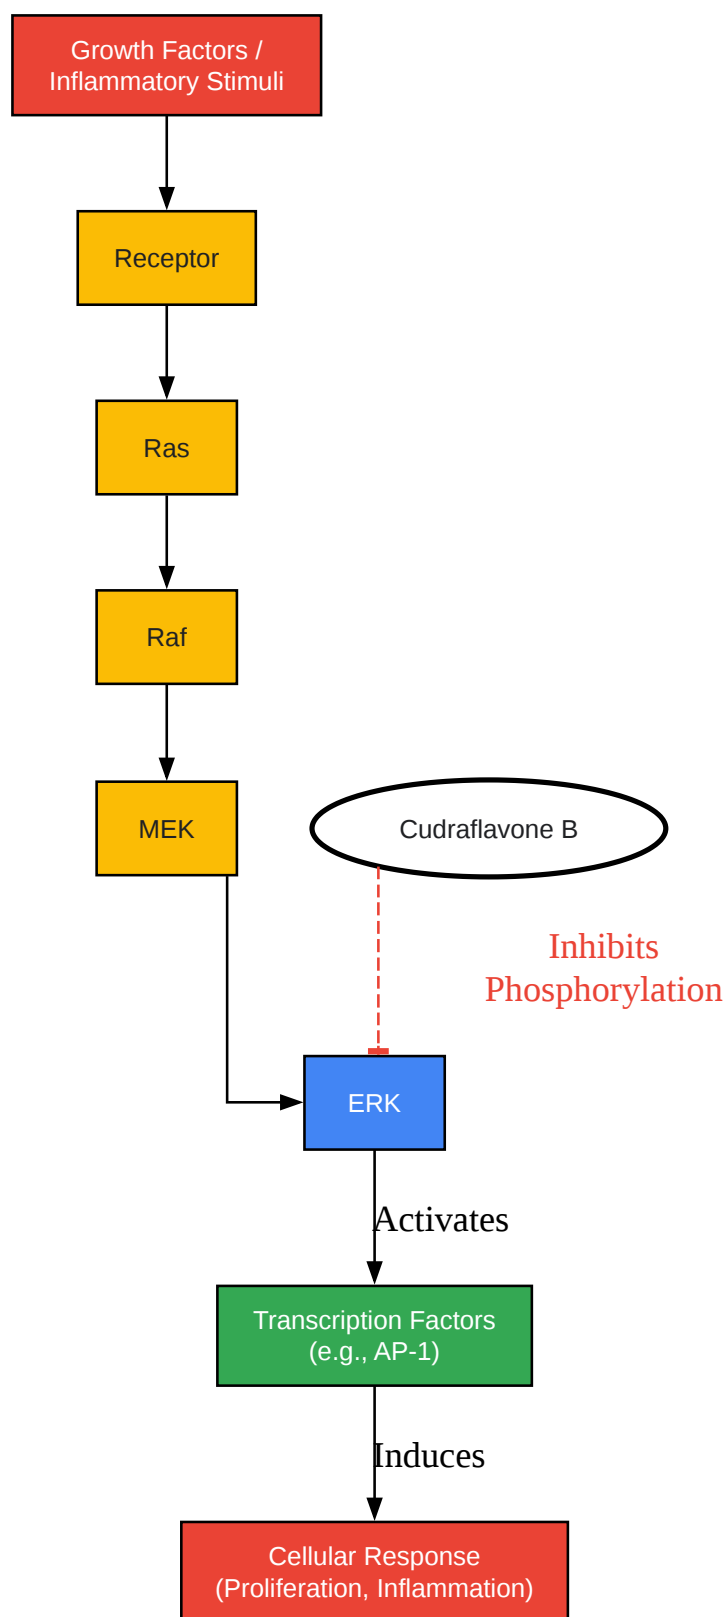 Growth Factors /
Inflammatory Stimuli
Receptor
Ras
Raf
MEK
Cudraflavone B
Inhibits
Phosphorylation
ERK
Activates
Transcription Factors
(e.g., AP-1)
Induces
Cellular Response
(Proliferation, Inflammation)